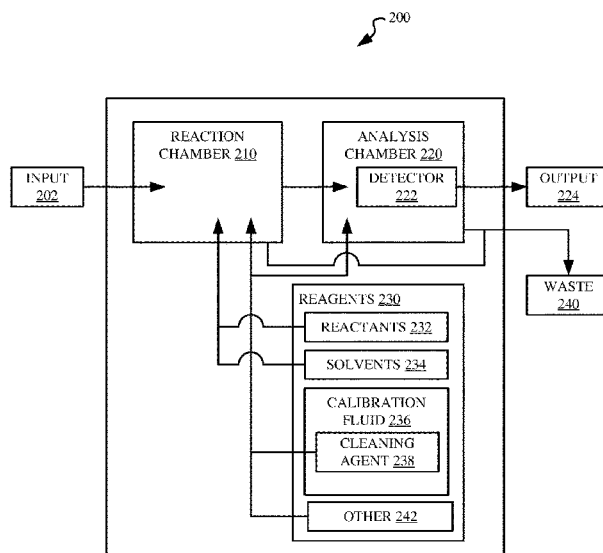 200
REACTION
CHAMBER 210
ANALYSIS
CHAMBER 220
DETECTOR
222
INPUT
202
OUTPUT
224
WASTE
240
REAGENTS 230
REACTANTS 232
SOLVENTS 234
CALIBRATION
FLUID 236
CLEANING
AGENT 238
OTHER 242